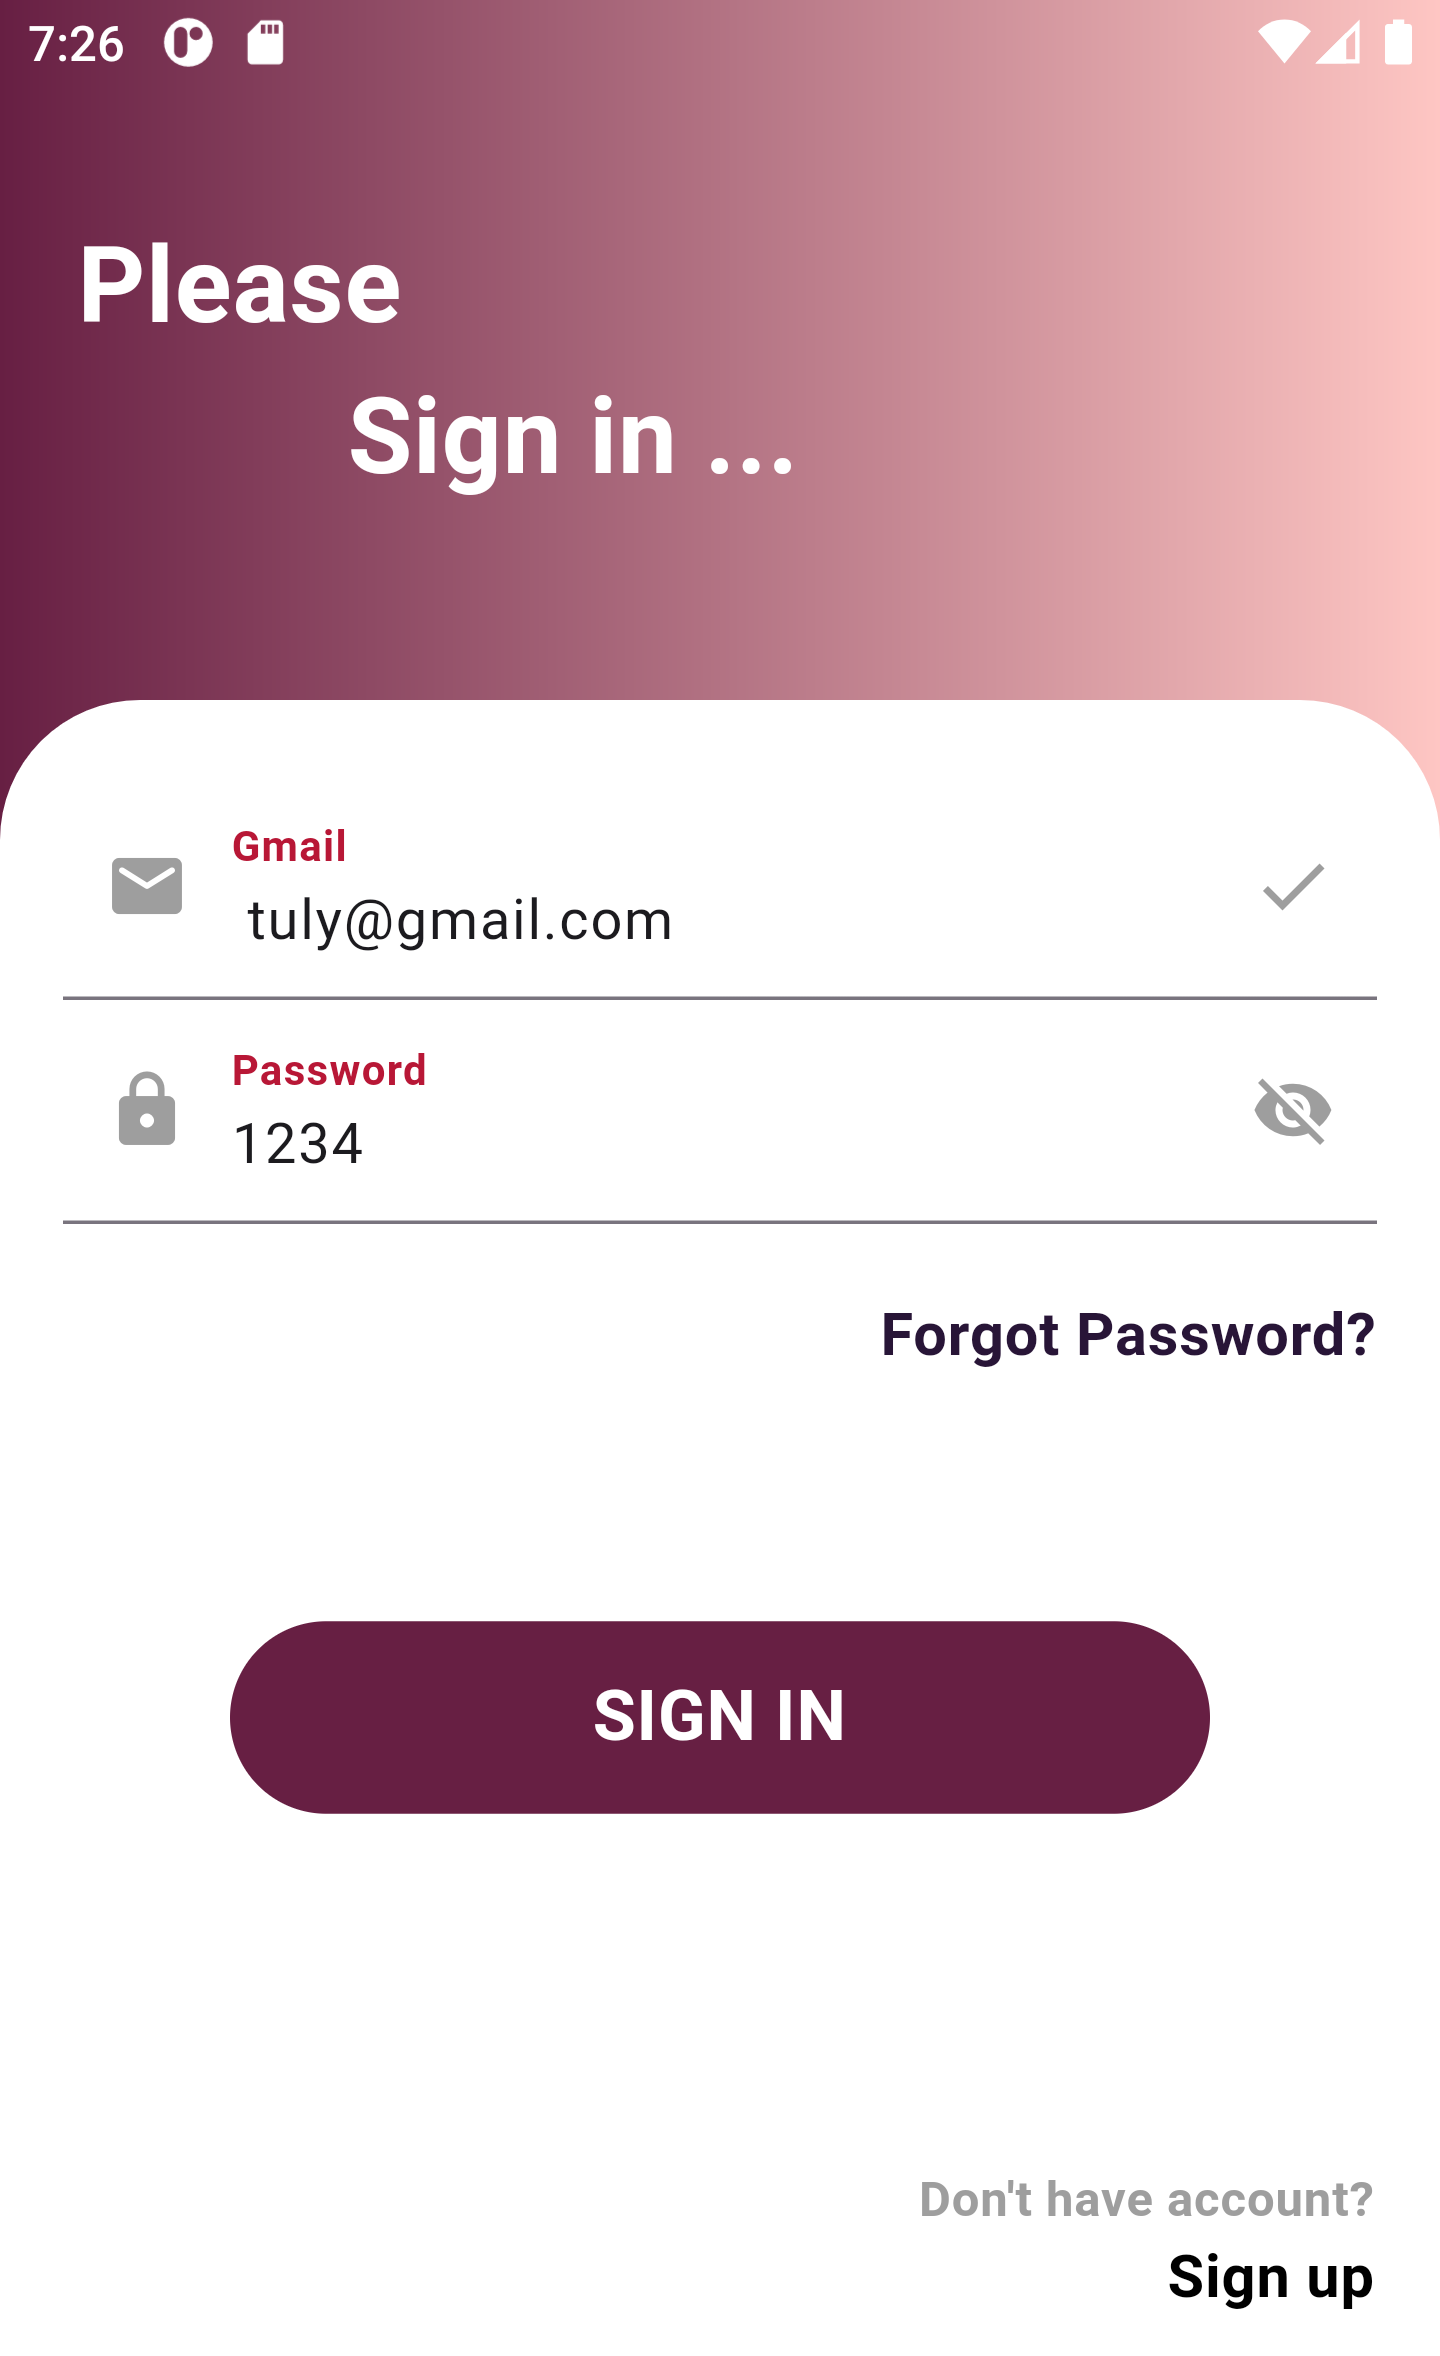 7:26
Please
Sign in ...
Gmail
tuly@gmail.com
Password
1234
Forgot Password?
SIGN IN
Don't have account?
Sign up